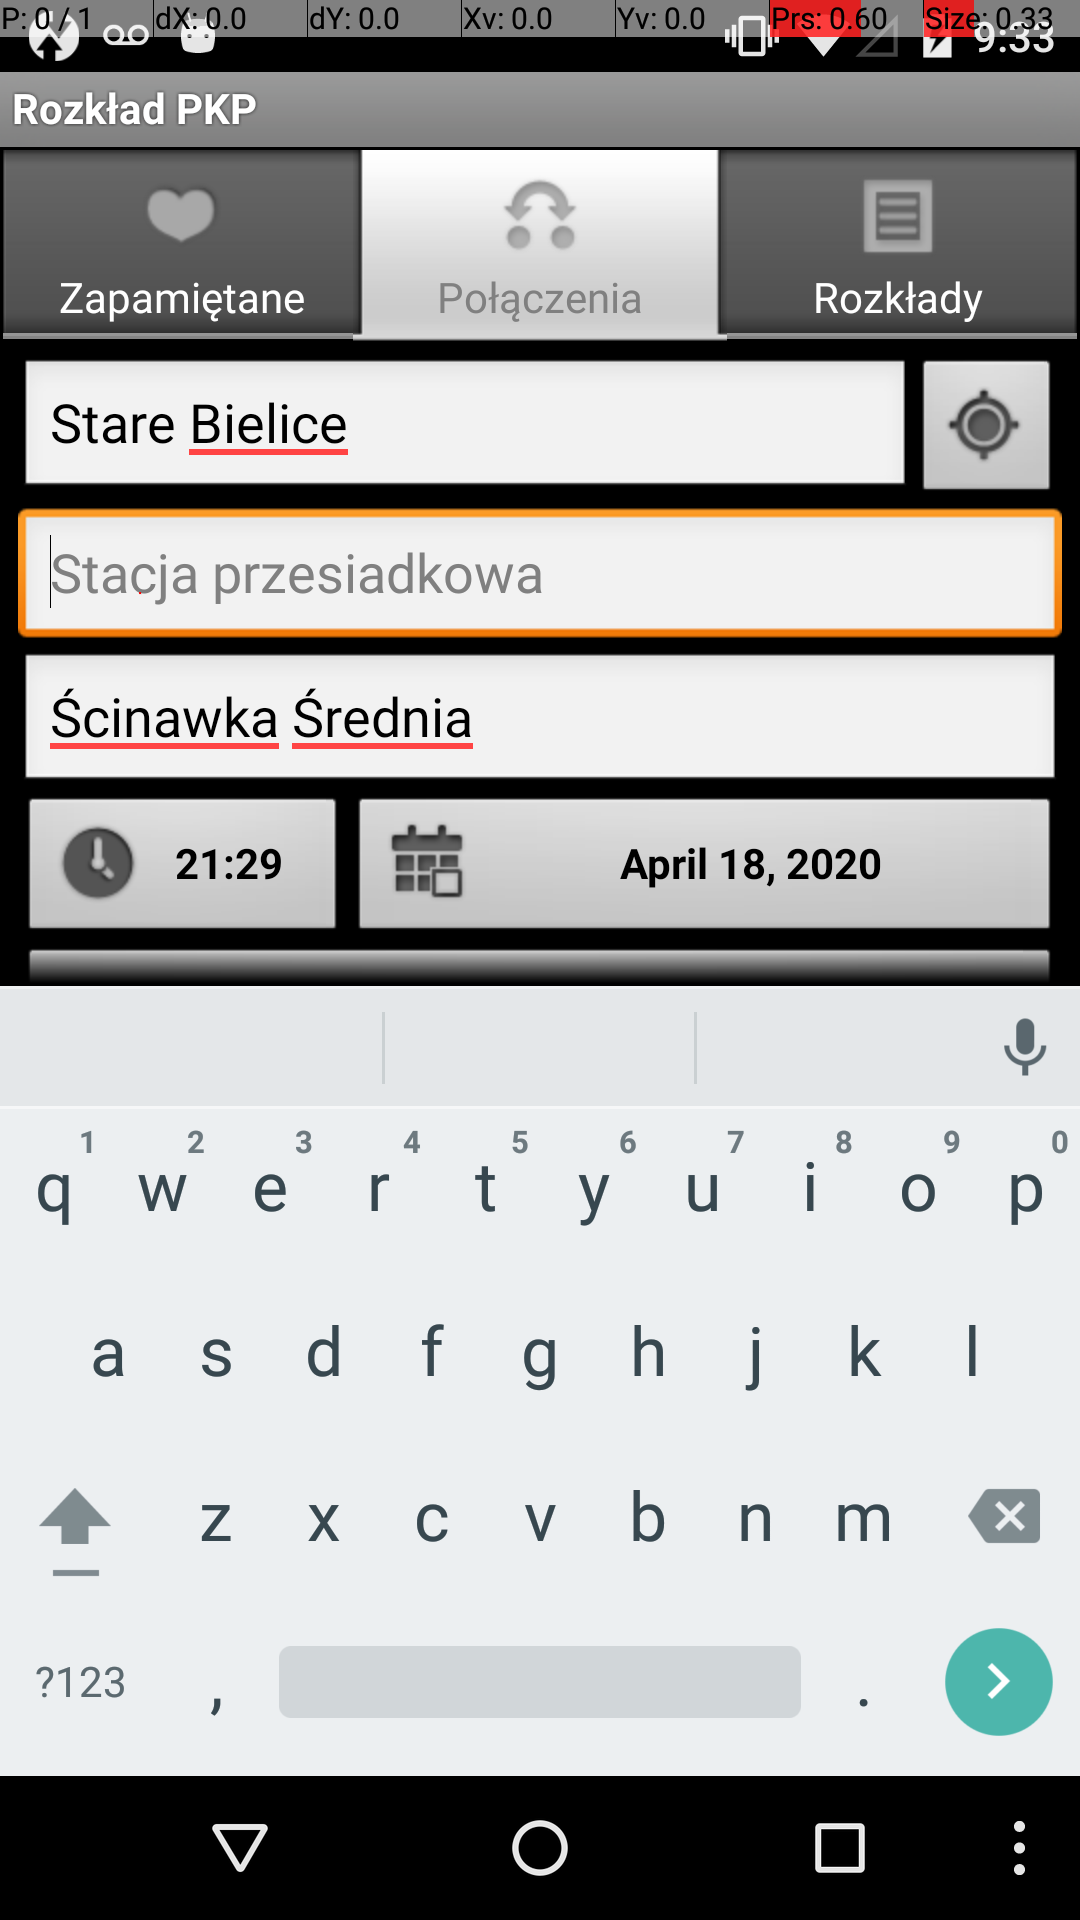 P: 0 / 1 dX: 0.0 dY: 0.0 Xv: 0.0 Yv: 0.0 Prs: 0.60 Size: 0.33
9:33
Rozkład PKP
Zapamiętane Połączenia Rozkłady
Stare Bielice
Stacja przesiadkowa
Ścinawka Średnia
21:29 April 18, 2020
1 2 3 4 5 6 7 8 9 0
q w e r t y u i o p
a s d f g h j k l
z x c v b n m
?123 , .